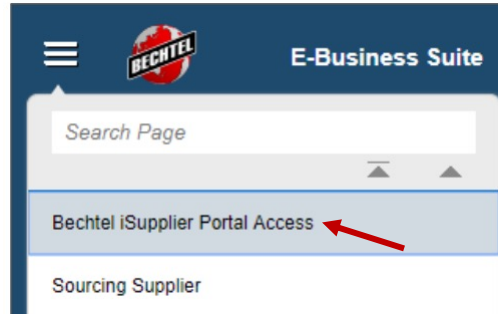 BECHTEL
E-Business Suite
Search Page
Bechtel iSupplier Portal Access
Sourcing Supplier